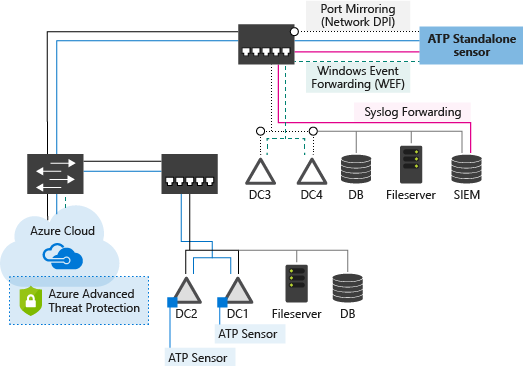 Port Mirroring
(Network DPI)
ATP Standalone
sensor
Windows Event
Forwarding (WEF)
Syslog Forwarding
DC3
DC4
DB
Fileserver
SIEM
Azure Cloud
Azure Advanced
Threat Protection
DC2
DC1
Fileserver
DB
ATP Sensor
ATP Sensor